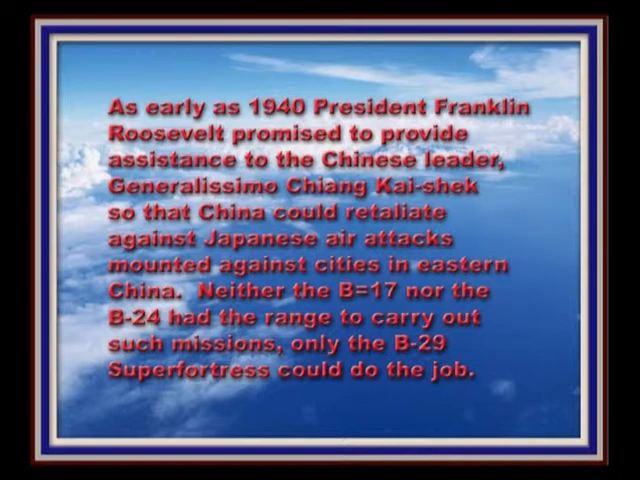 As early as 1940 President Franklin
Roosevelt promised to provide
assistance to the Chinese leader,
Generalissimo Chiang Kai-shek
so that China could retaliate
against Japanese air attacks
mounted against cities in eastern
China.  Neither the B=17 nor the
B-24 had the range to carry out
such missions, only the B-29
Superfortress could do the job.